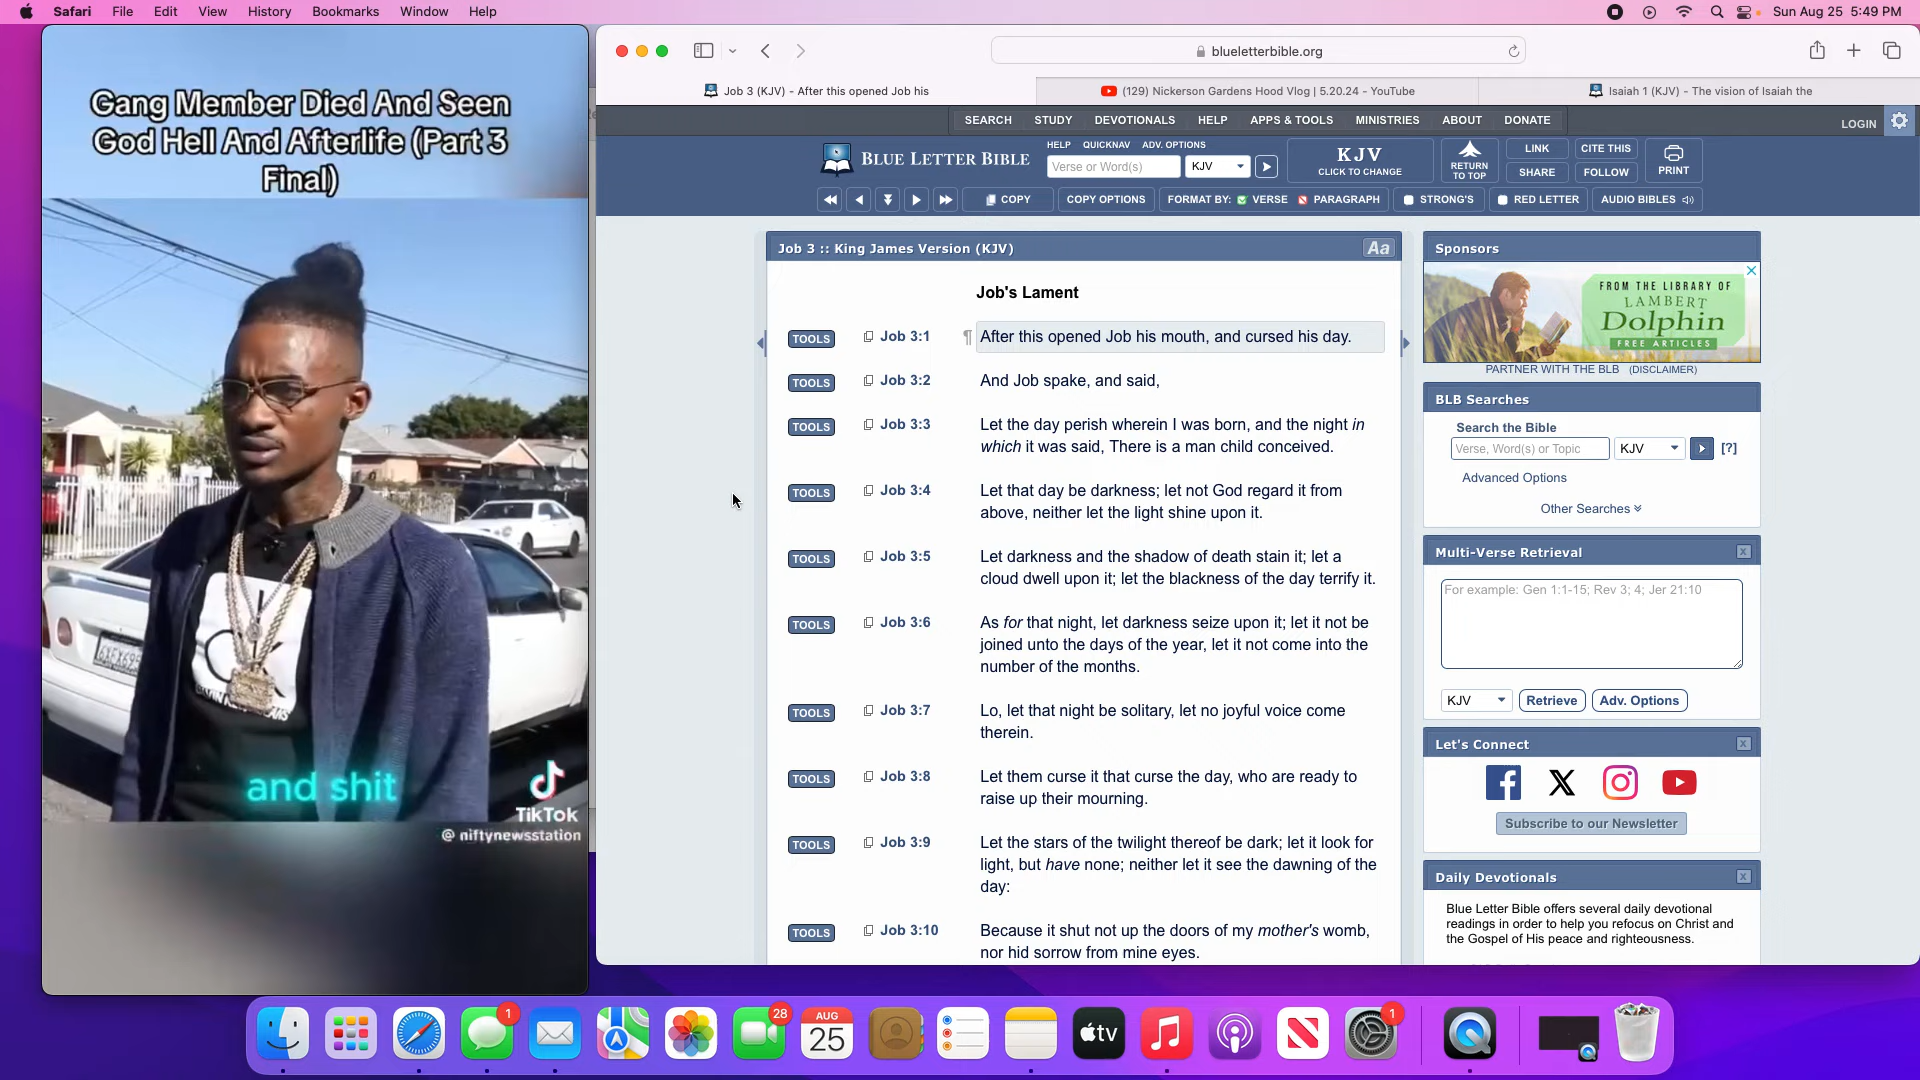 Safari File Edit View History Bookmarks Window Help
Sun Aug 25 5:49 PM
Gang Member Died And Seen
God Hell And Afterlife (Part 3
Final)
and shit
TikTok
@ niftynewsstation
blueletterbible.org
Job 3 (KJV) - After this opened Job his
(129) Nickerson Gardens Hood Vlog | 5.20.24 - YouTube
Isaiah 1 (KJV) - The vision of Isaiah the
SEARCH STUDY DEVOTIONALS HELP APPS & TOOLS MINISTRIES ABOUT DONATE
LOGIN
BLUE LETTER BIBLE
HELP QUICKNAV ADV. OPTIONS
Verse or Word(s) KJV
KJV
CLICK TO CHANGE
RETURN
TO TOP
LINK CITE THIS
SHARE FOLLOW
PRINT
COPY COPY OPTIONS FORMAT BY: VERSE PARAGRAPH STRONG'S RED LETTER AUDIO BIBLES
Job 3 :: King James Version (KJV) Aa
Job's Lament
TOOLS Job 3:1 ¶ After this opened Job his mouth, and cursed his day.
TOOLS Job 3:2 And Job spake, and said,
TOOLS Job 3:3 Let the day perish wherein I was born, and the night in
which it was said, There is a man child conceived.
TOOLS Job 3:4 Let that day be darkness; let not God regard it from
above, neither let the light shine upon it.
TOOLS Job 3:5 Let darkness and the shadow of death stain it; let a
cloud dwell upon it; let the blackness of the day terrify it.
TOOLS Job 3:6 As for that night, let darkness seize upon it; let it not be
joined unto the days of the year, let it not come into the
number of the months.
TOOLS Job 3:7 Lo, let that night be solitary, let no joyful voice come
therein.
TOOLS Job 3:8 Let them curse it that curse the day, who are ready to
raise up their mourning.
TOOLS Job 3:9 Let the stars of the twilight thereof be dark; let it look for
light, but have none; neither let it see the dawning of the
day:
TOOLS Job 3:10 Because it shut not up the doors of my mother's womb,
nor hid sorrow from mine eyes.
Sponsors
FROM THE LIBRARY OF
LAMBERT
Dolphin
FREE ARTICLES
PARTNER WITH THE BLB (DISCLAIMER)
BLB Searches
Search the Bible
Verse, Word(s) or Topic KJV [?]
Advanced Options
Other Searches
Multi-Verse Retrieval x
For example: Gen 1:1-15; Rev 3; 4; Jer 21:10
KJV Retrieve Adv. Options
Let's Connect x
Subscribe to our Newsletter
Daily Devotionals x
Blue Letter Bible offers several daily devotional
readings in order to help you refocus on Christ and
the Gospel of His peace and righteousness.
1
28
AUG
25
tv
1